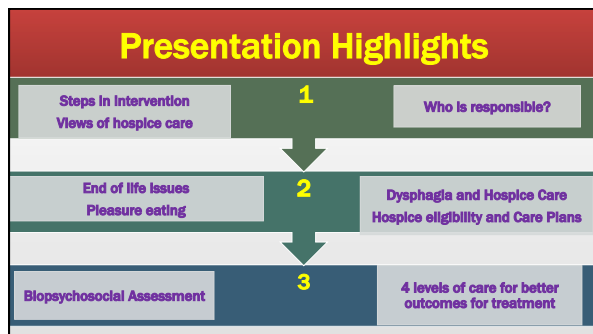 Presentation Highlights
1
Steps in intervention
Views of hospice care
Who is responsible?
2
End of life issues
Pleasure eating
Dysphagia and Hospice Care
Hospice eligibility and Care Plans
3
Biopsychosocial Assessment
4 levels of care for better
outcomes for treatment